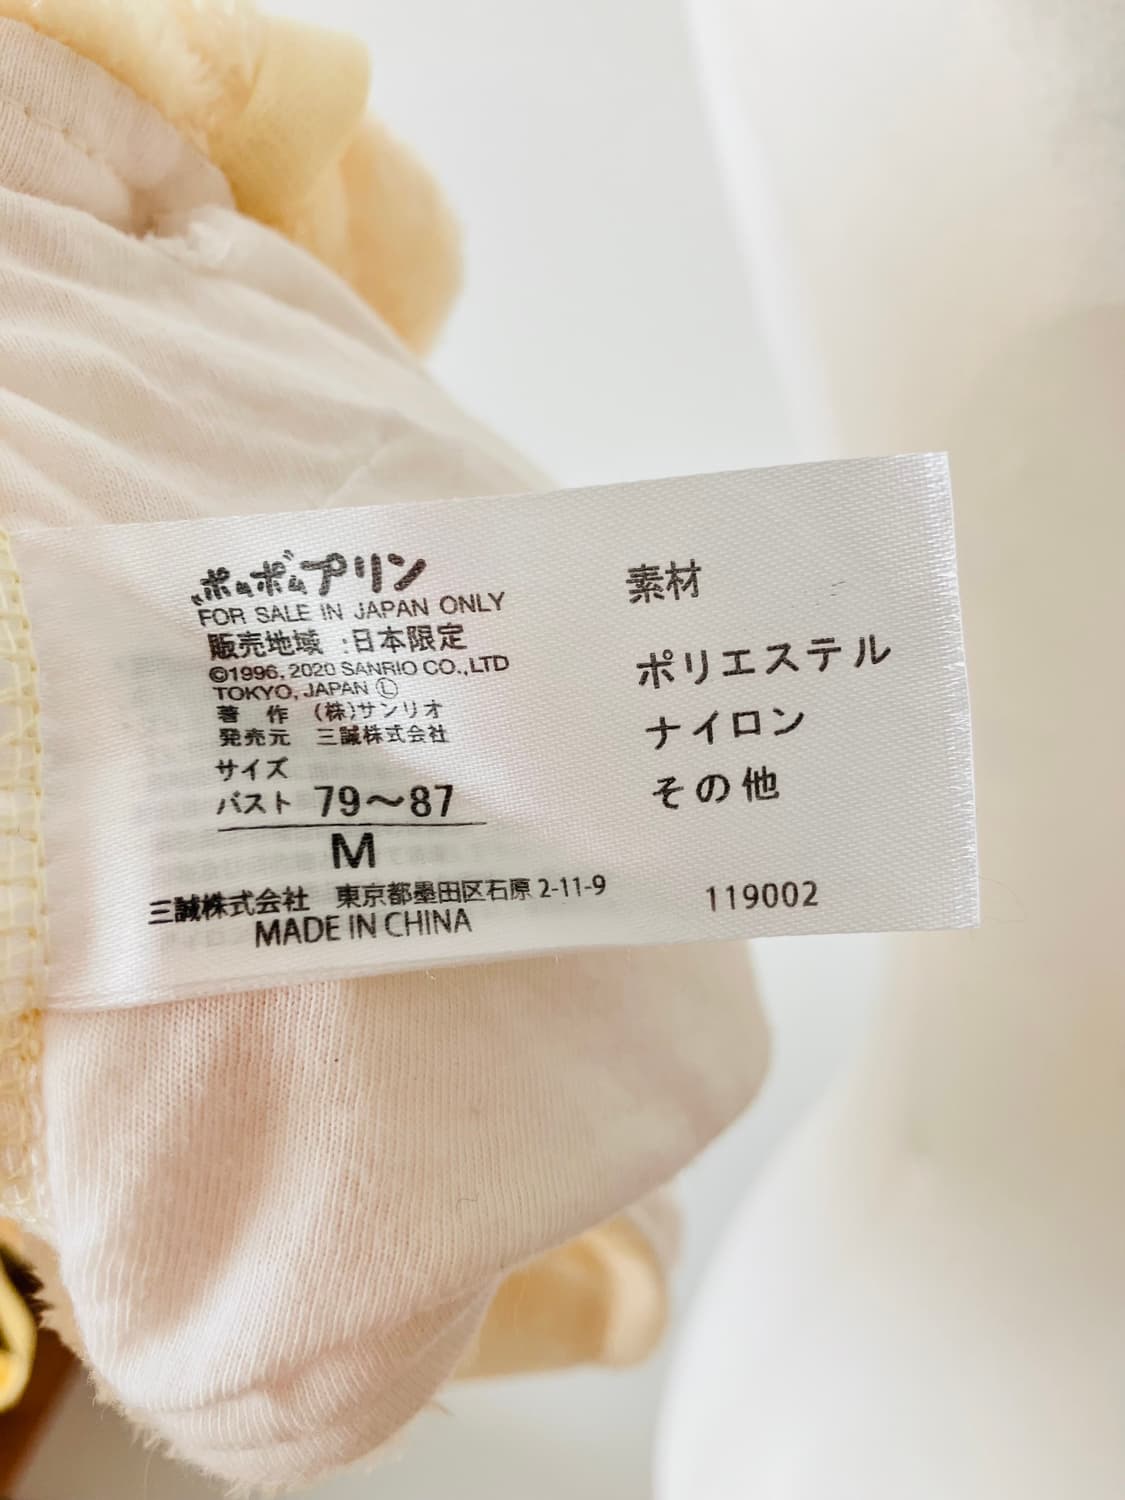 ポムポムプリン
FOR SALE IN JAPAN ONLY
販売地域 :日本限定
©1996, 2020 SANRIO CO.,LTD
TOKYO, JAPAN Ⓛ
著 作 (株)サンリオ
発売元 三誠株式会社
サイズ
バスト 79～87
M
三誠株式会社 東京都墨田区石原 2-11-9
MADE IN CHINA
素材
ポリエステル
ナイロン
その他
119002